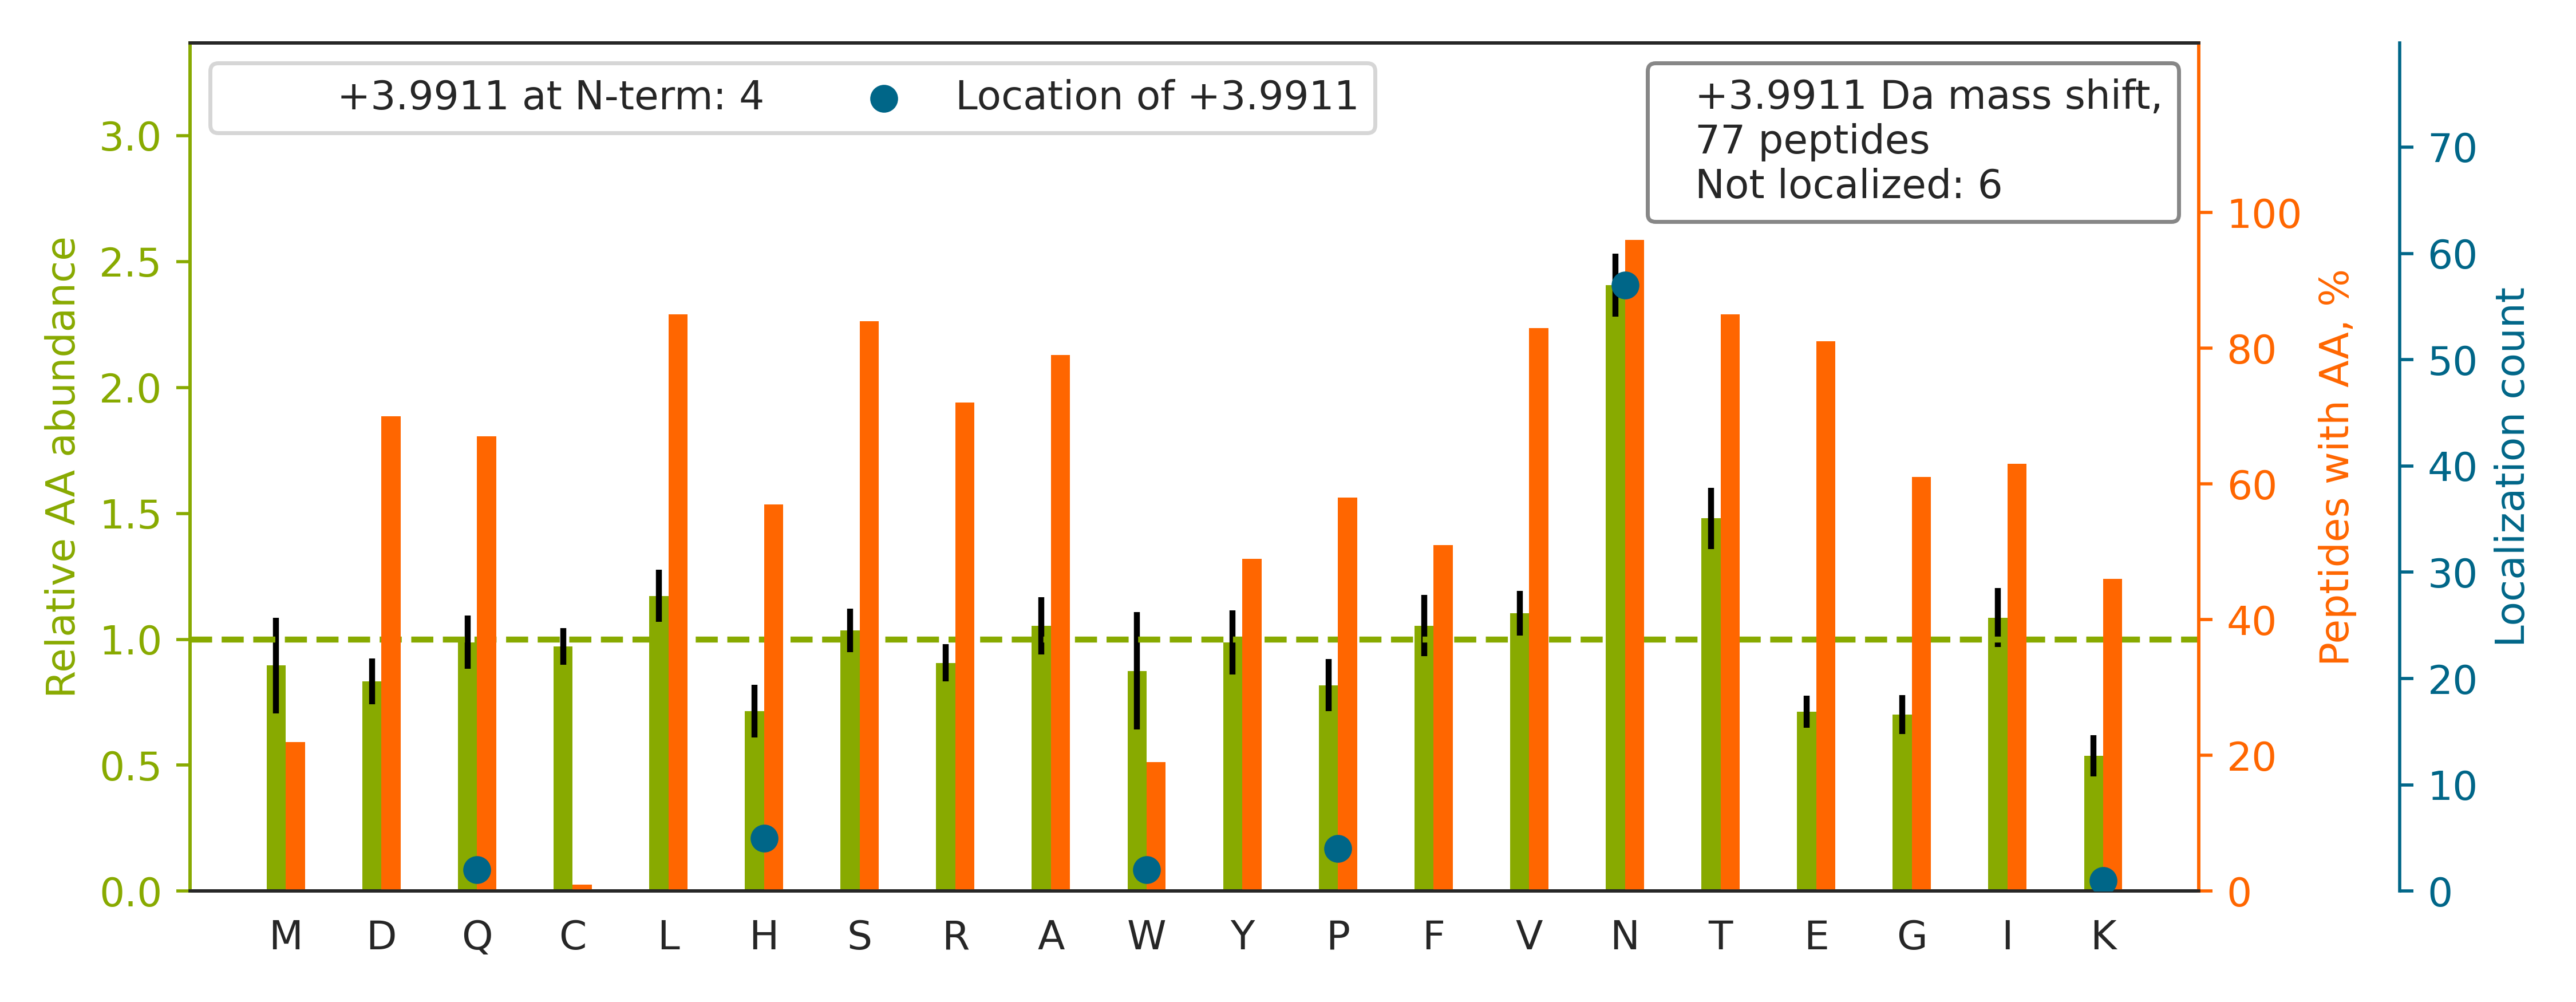 +3.9911 at N-term: 4
Location of +3.9911
+3.9911 Da mass shift,
77 peptides
Not localized: 6
Relative AA abundance
3.0
2.5
2.0
1.5
1.0
0.5
0.0
M D Q C L H S R A W Y P F V N T E G I K
100
80
60
40
20
0
Peptides with AA, %
70
60
50
40
30
20
10
0
Localization count